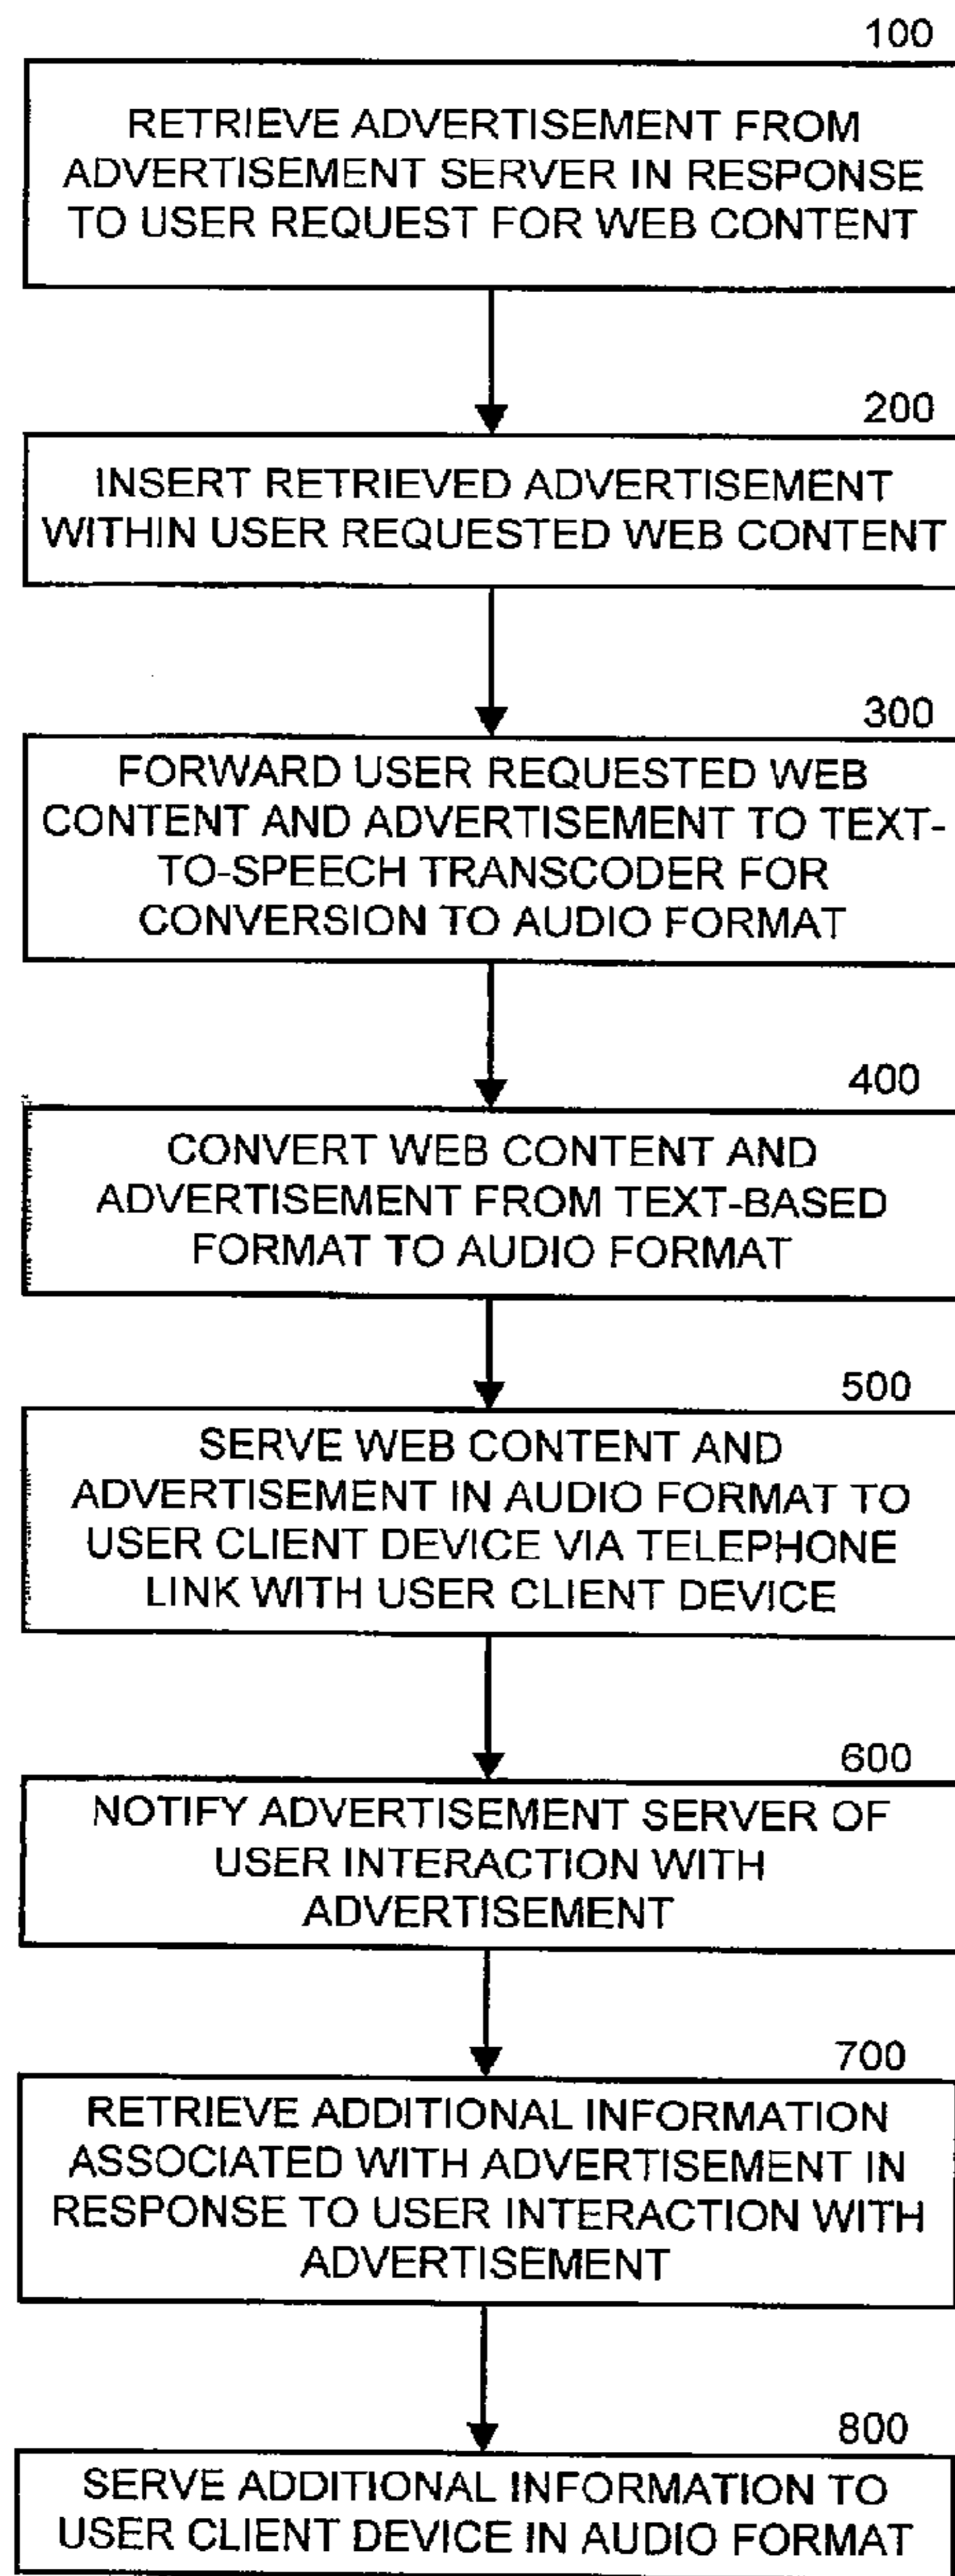 100
RETRIEVE ADVERTISEMENT FROM
ADVERTISEMENT SERVER IN RESPONSE
TO USER REQUEST FOR WEB CONTENT
200
INSERT RETRIEVED ADVERTISEMENT
WITHIN USER REQUESTED WEB CONTENT
300
FORWARD USER REQUESTED WEB
CONTENT AND ADVERTISEMENT TO TEXT-
TO-SPEECH TRANSCODER FOR
CONVERSION TO AUDIO FORMAT
400
CONVERT WEB CONTENT AND
ADVERTISEMENT FROM TEXT-BASED
FORMAT TO AUDIO FORMAT
500
SERVE WEB CONTENT AND
ADVERTISEMENT IN AUDIO FORMAT TO
USER CLIENT DEVICE VIA TELEPHONE
LINK WITH USER CLIENT DEVICE
600
NOTIFY ADVERTISEMENT SERVER OF
USER INTERACTION WITH
ADVERTISEMENT
700
RETRIEVE ADDITIONAL INFORMATION
ASSOCIATED WITH ADVERTISEMENT IN
RESPONSE TO USER INTERACTION WITH
ADVERTISEMENT
800
SERVE ADDITIONAL INFORMATION TO
USER CLIENT DEVICE IN AUDIO FORMAT